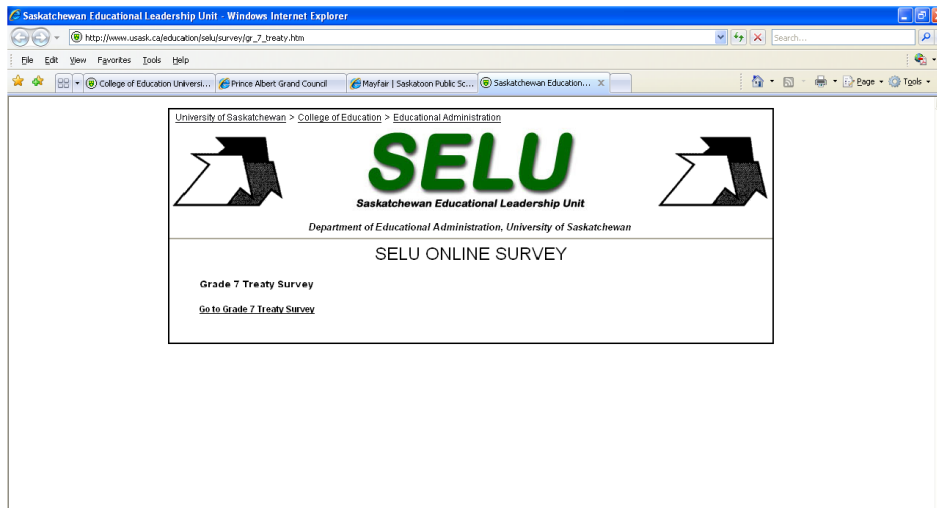 Saskatchewan Educational Leadership Unit - Windows Internet Explorer
http://www.usask.ca/education/selu/survey/gr_7_treaty.htm
Search...
File Edit View Favorites Tools Help
College of Education Universi... Prince Albert Grand Council Mayfair | Saskatoon Public Sc... Saskatchewan Education... X
Page Tools
University of Saskatchewan > College of Education > Educational Administration
SELU
Saskatchewan Educational Leadership Unit
Department of Educational Administration, University of Saskatchewan
SELU ONLINE SURVEY
Grade 7 Treaty Survey
Go to Grade 7 Treaty Survey